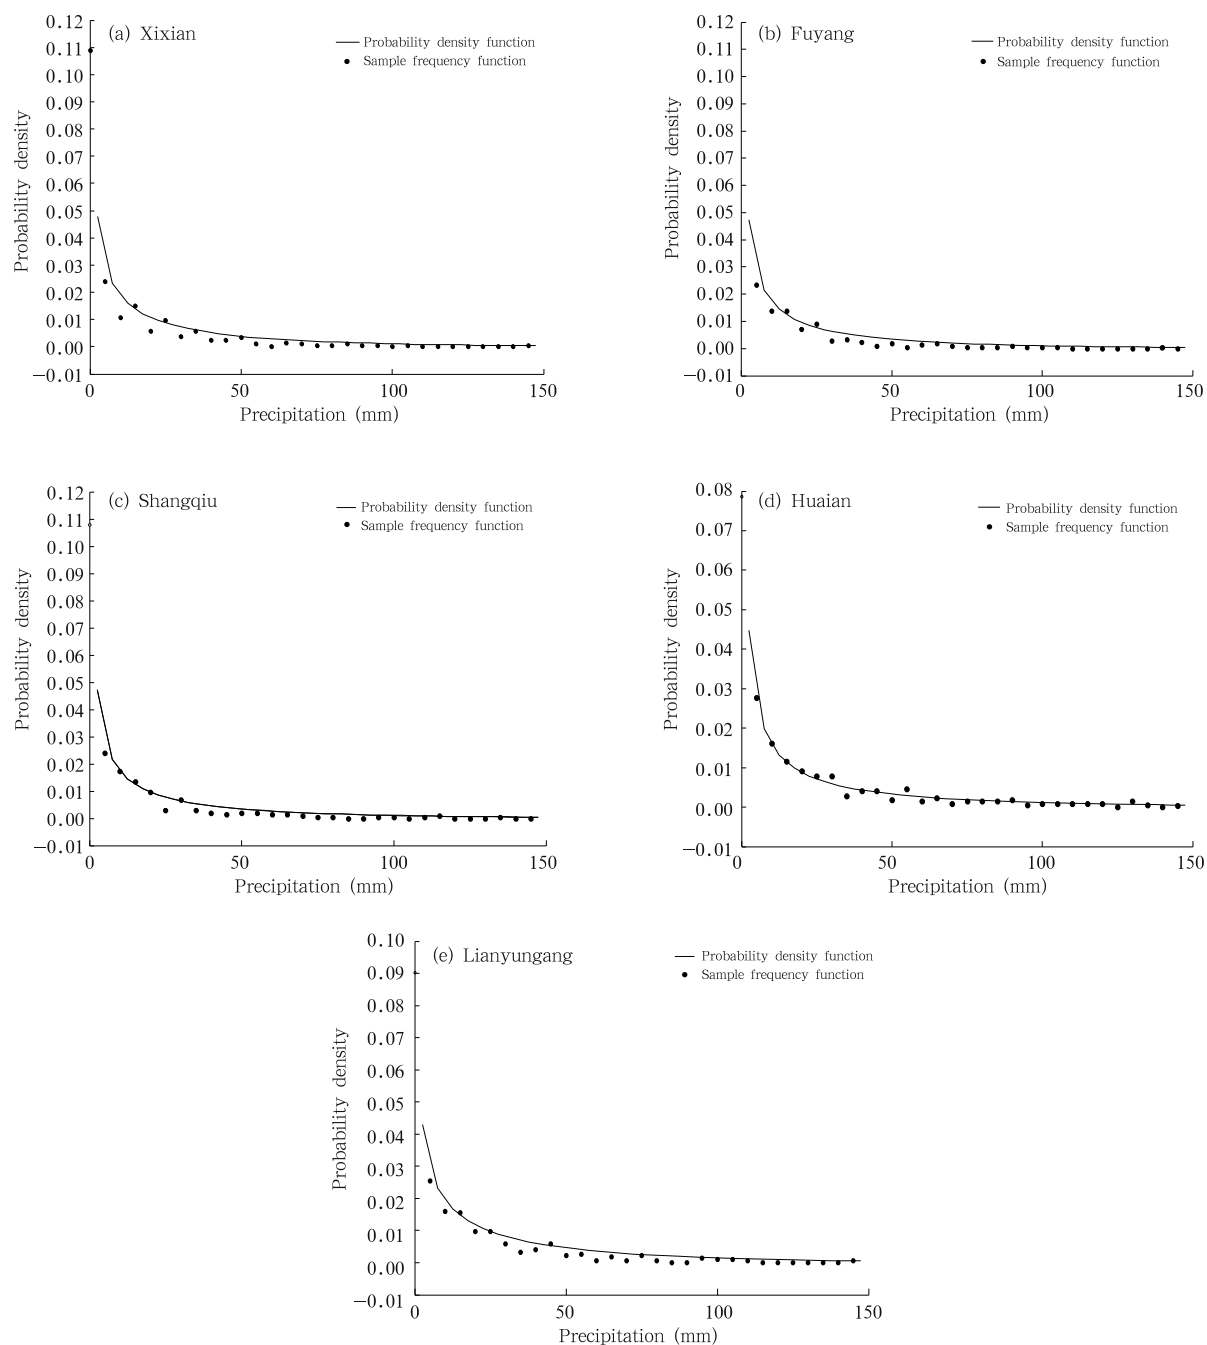 (a) Xixian
Probability density function
Sample frequency function
0.12
0.11
0.10
0.09
0.08
0.07
0.06
0.05
0.04
0.03
0.02
0.01
0.00
−0.01
Probability density
0 50 100 150
Precipitation (mm)
(b) Fuyang
Probability density function
Sample frequency function
0.12
0.11
0.10
0.09
0.08
0.07
0.06
0.05
0.04
0.03
0.02
0.01
0.00
−0.01
Probability density
0 50 100 150
Precipitation (mm)
(c) Shangqiu
Probability density function
Sample frequency function
0.12
0.11
0.10
0.09
0.08
0.07
0.06
0.05
0.04
0.03
0.02
0.01
0.00
−0.01
Probability density
0 50 100 150
Precipitation (mm)
(d) Huaian
Probability density function
Sample frequency function
0.08
0.07
0.06
0.05
0.04
0.03
0.02
0.01
0.00
−0.01
Probability density
0 50 100 150
Precipitation (mm)
(e) Lianyungang
Probability density function
Sample frequency function
0.10
0.09
0.08
0.07
0.06
0.05
0.04
0.03
0.02
0.01
0.00
−0.01
Probability density
0 50 100 150
Precipitation (mm)